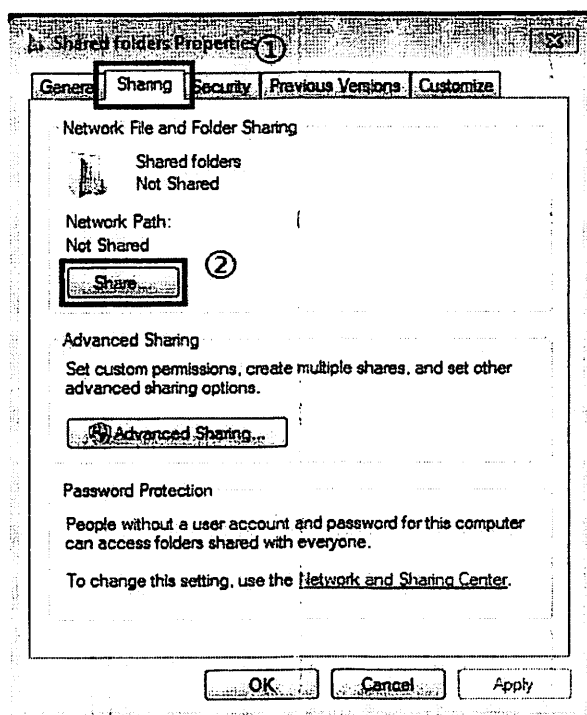 Shared folders Properties ①
General Sharing Security Previous Versions Customize
Network File and Folder Sharing
Shared folders
Not Shared
Network Path:
Not Shared
Share... ②
Advanced Sharing
Set custom permissions, create multiple shares, and set other
advanced sharing options.
Advanced Sharing...
Password Protection
People without a user account and password for this computer
can access folders shared with everyone.
To change this setting, use the Network and Sharing Center.
OK Cancel Apply